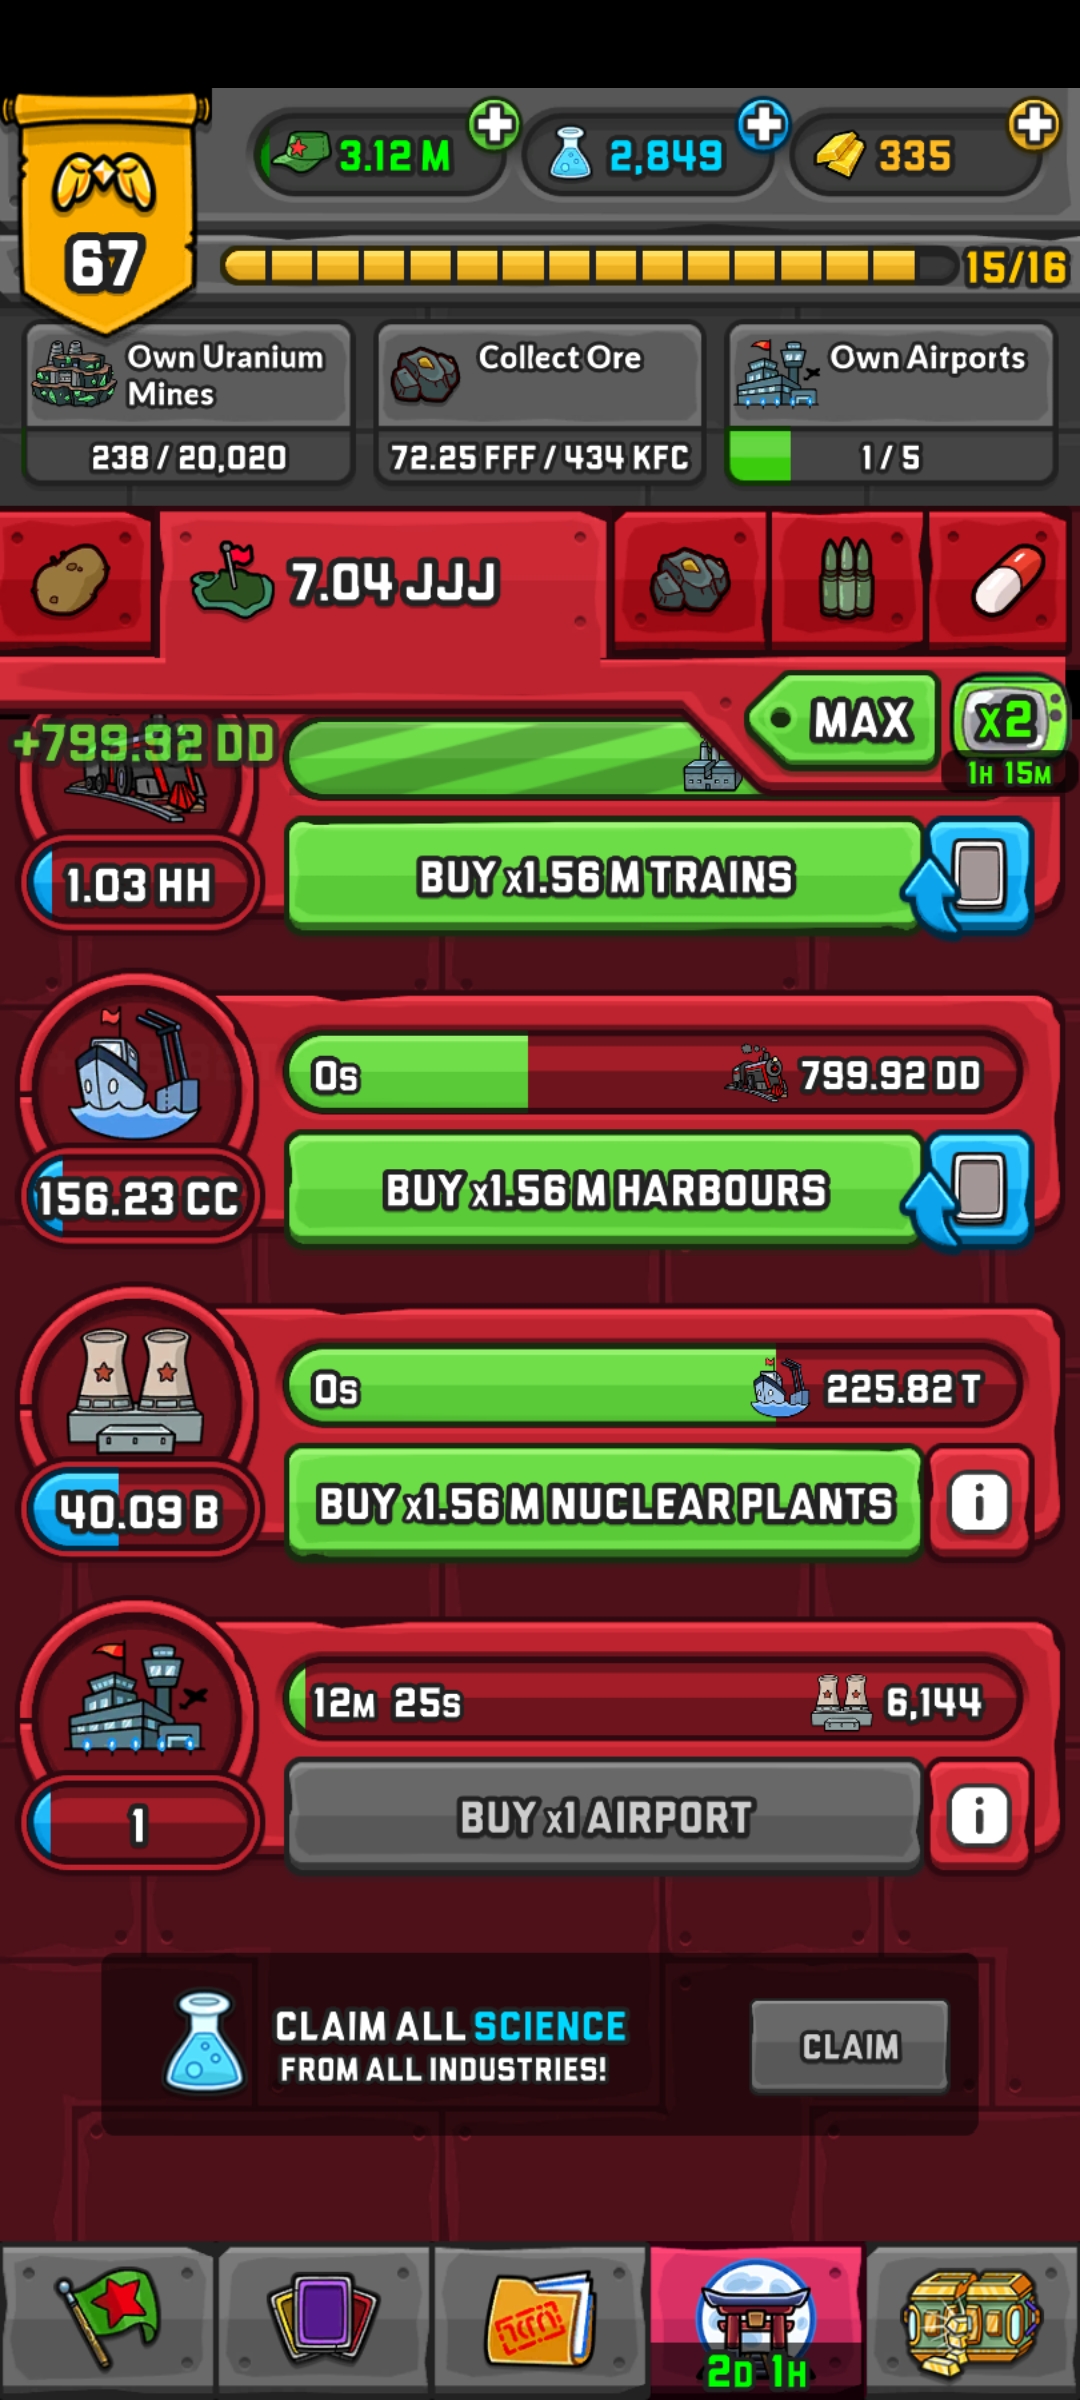 3.12 M
2,849
335
67
15/16
Own Uranium
Mines
238 / 20,020
Collect Ore
72.25 FFF / 434 KFC
Own Airports
1 / 5
7.04 JJJ
MAX
x2
1H 15M
+799.92 DD
1.03 HH
BUY x1.56 M TRAINS
0s
799.92 DD
156.23 CC
BUY x1.56 M HARBOURS
0s
225.82 T
40.09 B
BUY x1.56 M NUCLEAR PLANTS
i
12M 25s
6,144
1
BUY x1 AIRPORT
i
CLAIM ALL SCIENCE
FROM ALL INDUSTRIES!
CLAIM
2D 1H